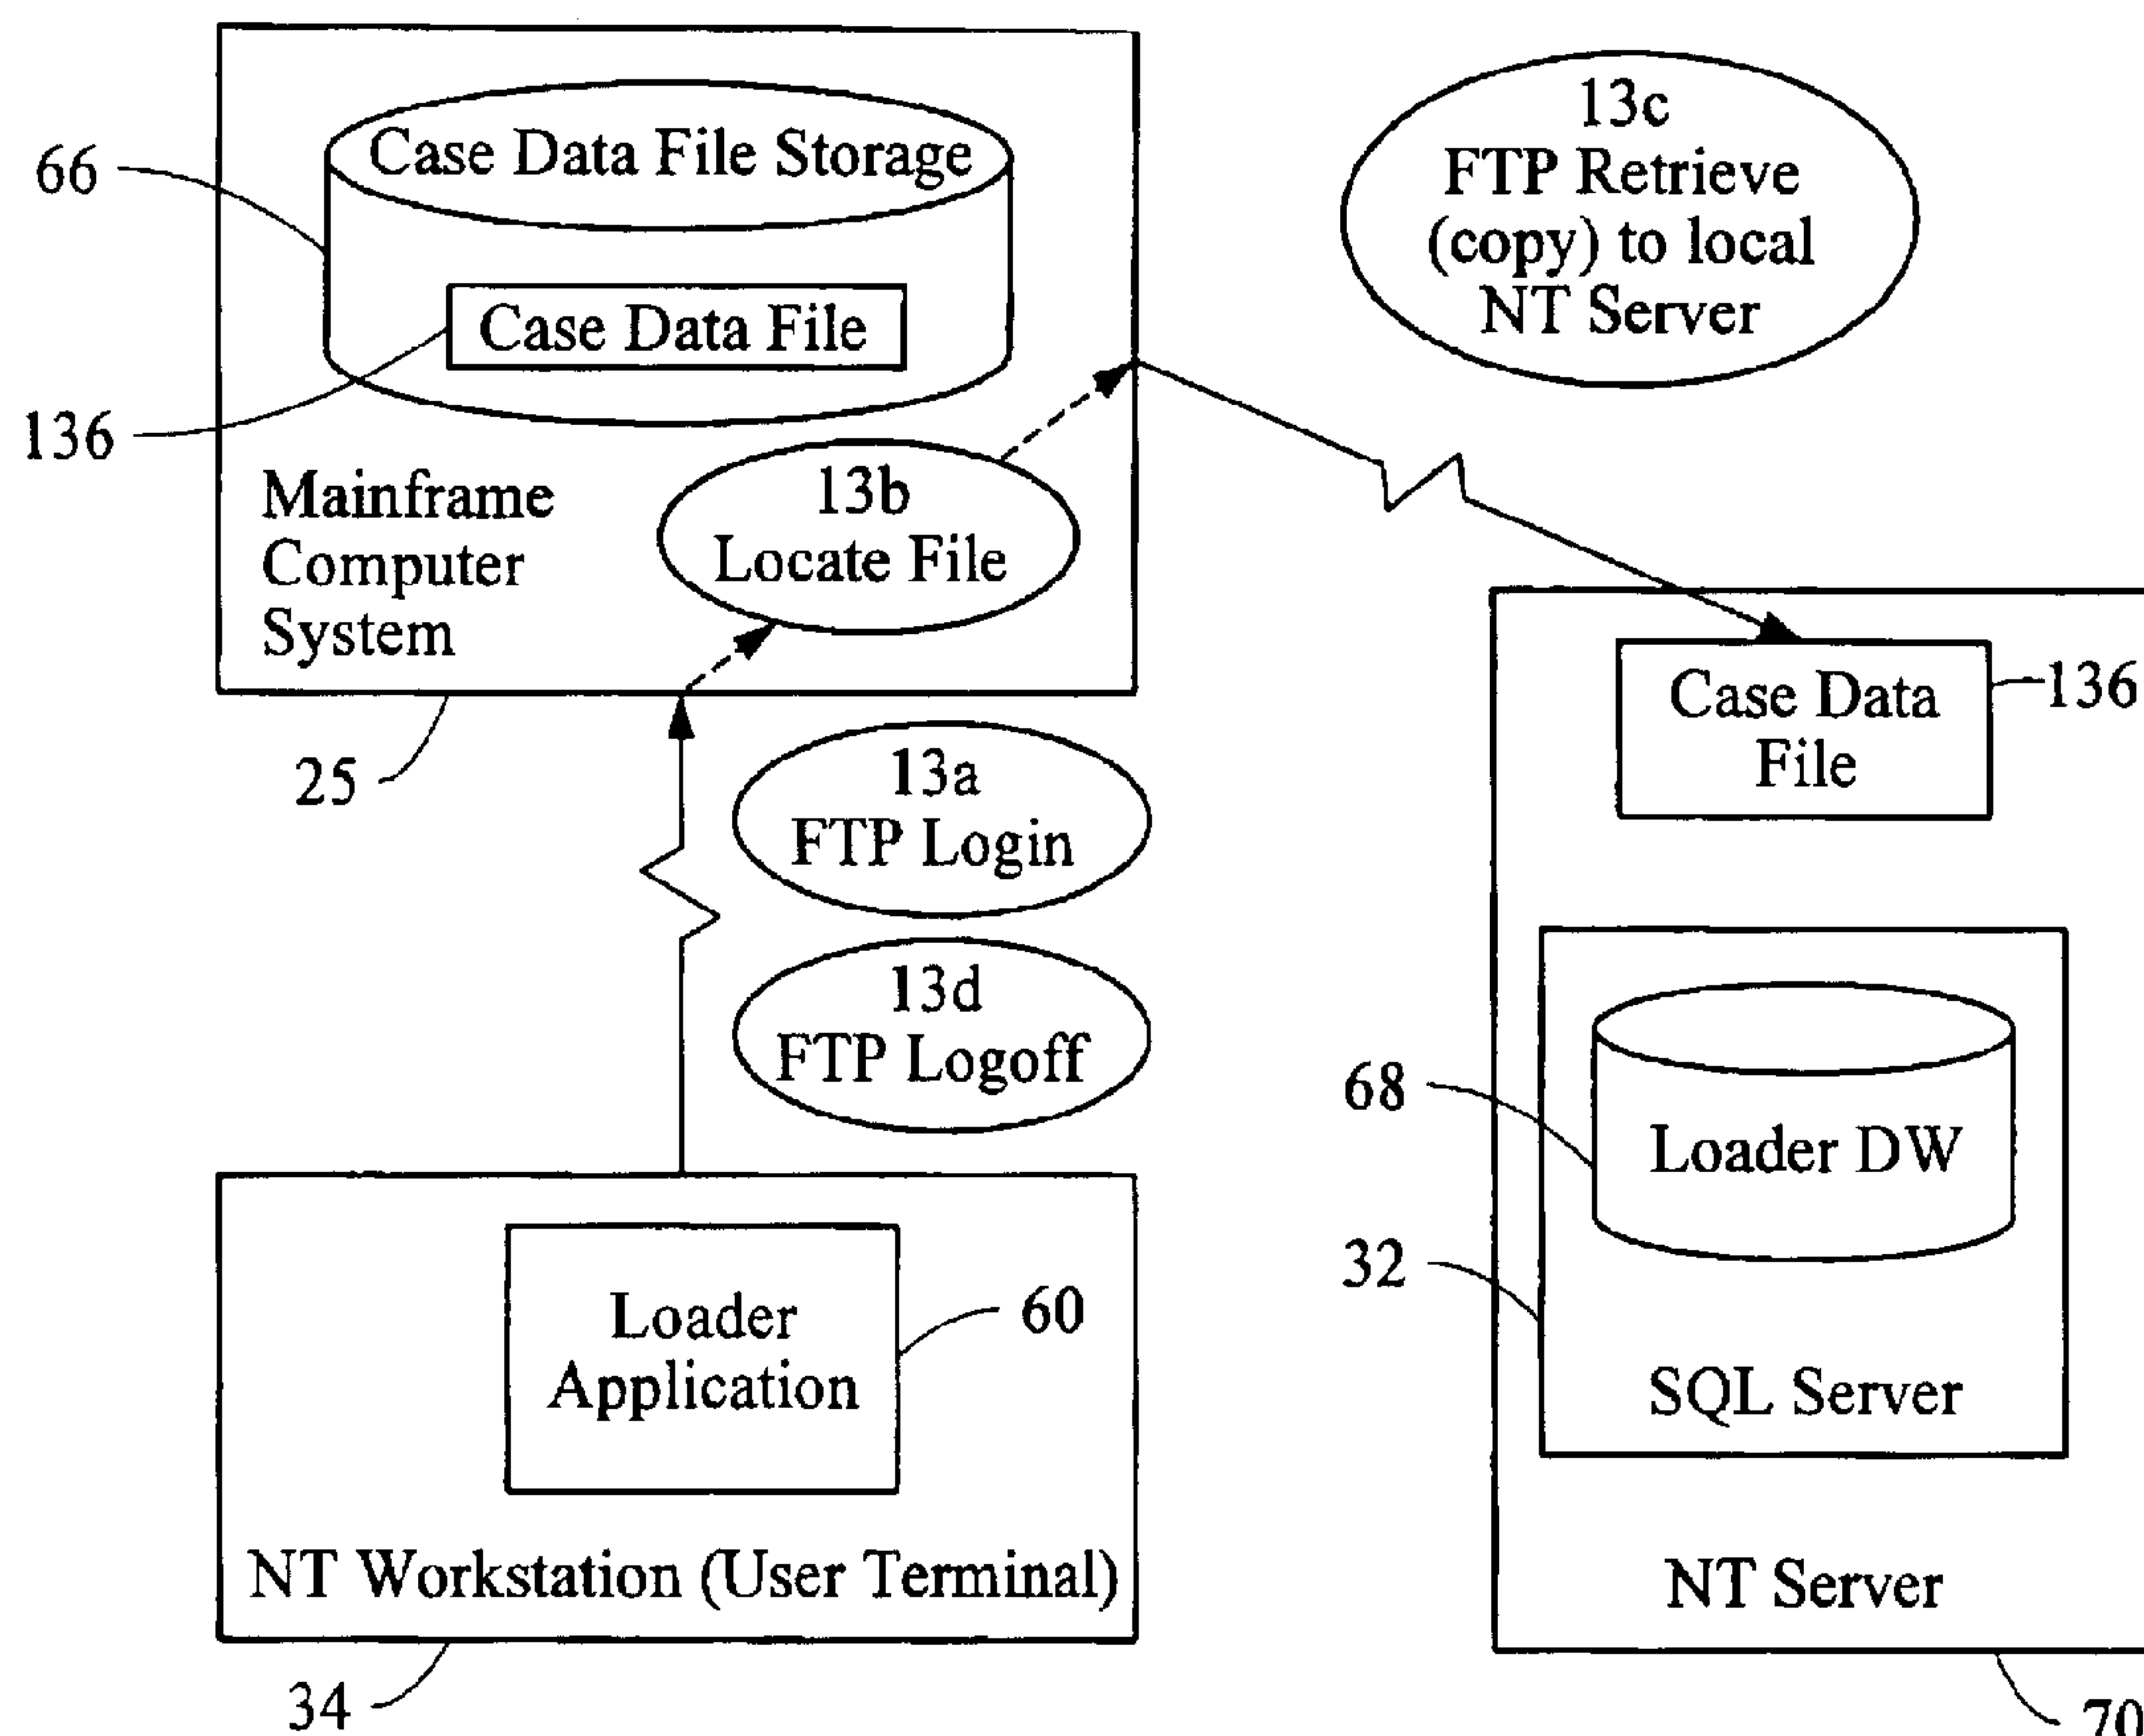 13c
FTP Retrieve
(copy) to local
NT Server
Case Data File Storage
66
Case Data File
136
13b
Locate File
Mainframe
Computer
System
25
13a
FTP Login
13d
FTP Logoff
Case Data
File
136
68
Loader DW
32
SQL Server
NT Server
70
Loader
Application
60
NT Workstation (User Terminal)
34